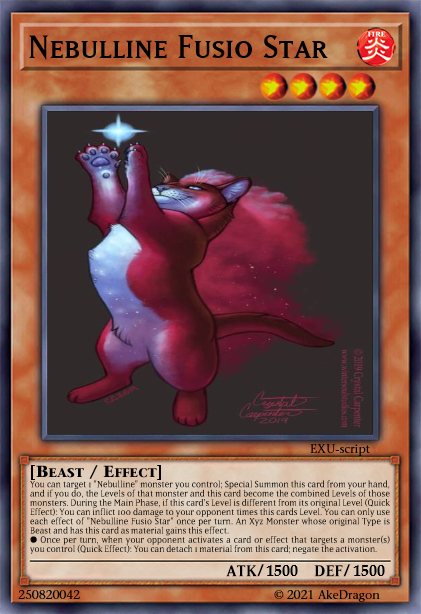 Nebulline Fusio Star
FIRE
炎
© 2019 Crystal Carpenter
Crystal
Carpenter
2019
EXU-script
[Beast / Effect]
You can target 1 "Nebulline" monster you control; Special Summon this card from your hand,
and if you do, the Levels of that monster and this card become the combined Levels of those
monsters. During the Main Phase, if this card's Level is different from its original Level (Quick
Effect): You can inflict 100 damage to your opponent times this cards Level. You can only use
each effect of "Nebulline Fusio Star" once per turn. An Xyz Monster whose original Type is
Beast and has this card as material gains this effect.
● Once per turn, when your opponent activates a card or effect that targets a monster(s)
you control (Quick Effect): You can detach 1 material from this card; negate the activation.
ATK/1500 DEF/1500
250820042
© 2021 AkeDragon